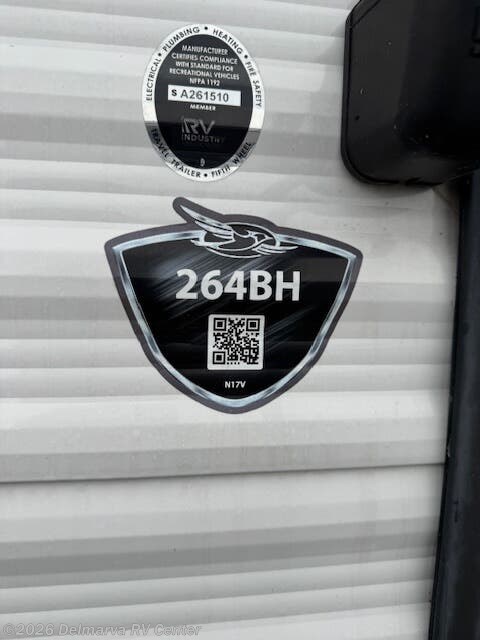 ELECTRICAL • PLUMBING • HEATING • FIRE SAFETY
MANUFACTURER
CERTIFIES COMPLIANCE
WITH STANDARD FOR
RECREATIONAL VEHICLES
NFPA 1192
S A261510
MEMBER
RV
INDUSTRY
TRAVEL TRAILER • FIFTH WHEEL
264BH
N17V
©2026 Delmarva RV Center